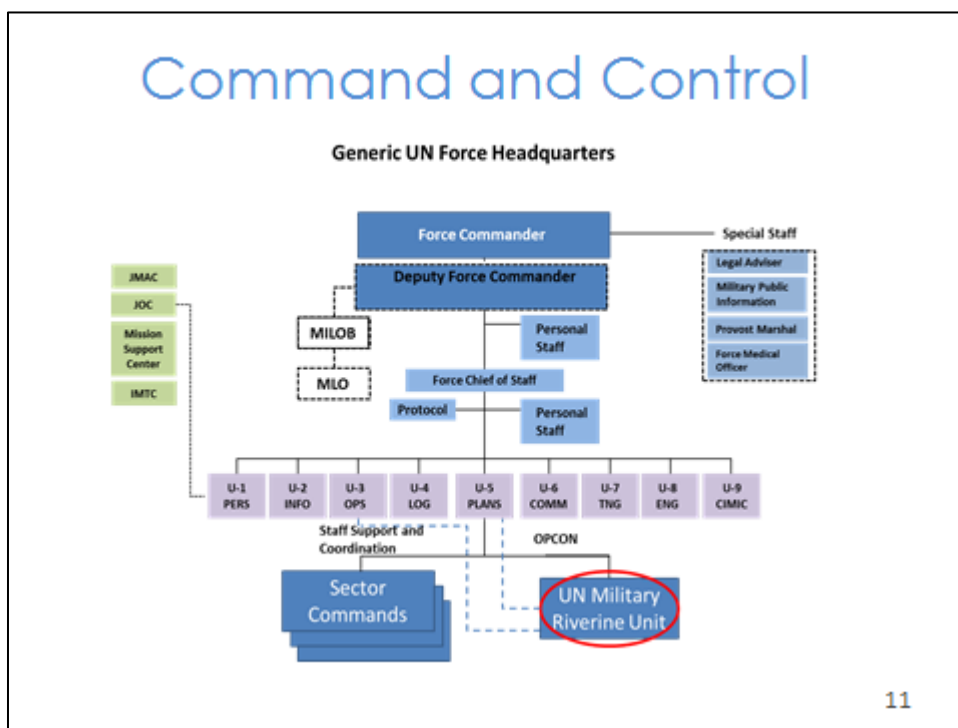 Command and Control
Generic UN Force Headquarters
Force Commander
Special Staff
Deputy Force Commander
Legal Adviser
Military Public
Information
Provost Marshal
Force Medical
Officer
JMAC
JOC
Mission
Support
Center
IMTC
MILOB
MLO
Personal
Staff
Force Chief of Staff
Protocol
Personal
Staff
U-1
PERS
U-2
INFO
U-3
OPS
U-4
LOG
U-5
PLANS
U-6
COMM
U-7
TNG
U-8
ENG
U-9
CIMIC
Staff Support and
Coordination
OPCON
Sector
Commands
UN Military
Riverine Unit
11